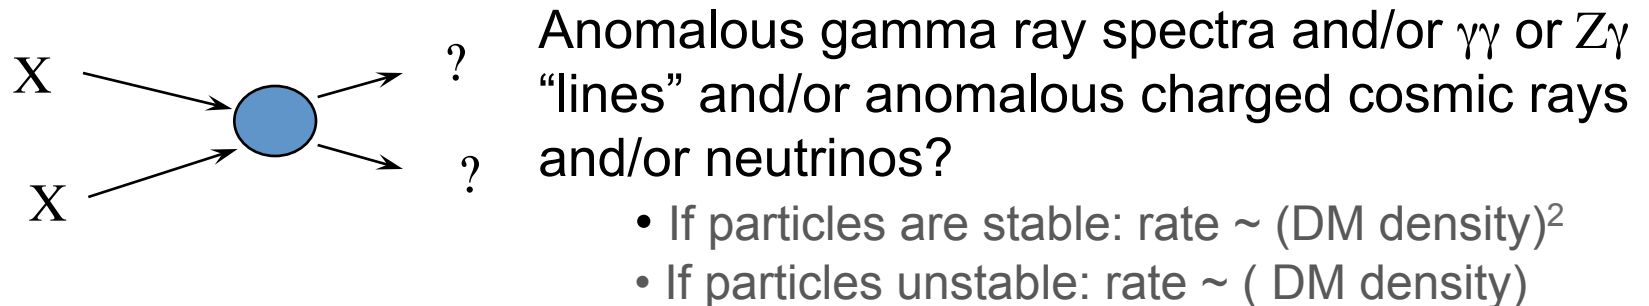 X
?
X
?
Anomalous gamma ray spectra and/or γγ or Zγ
“lines” and/or anomalous charged cosmic rays
and/or neutrinos?
• If particles are stable: rate ~ (DM density)²
• If particles unstable: rate ~ ( DM density)